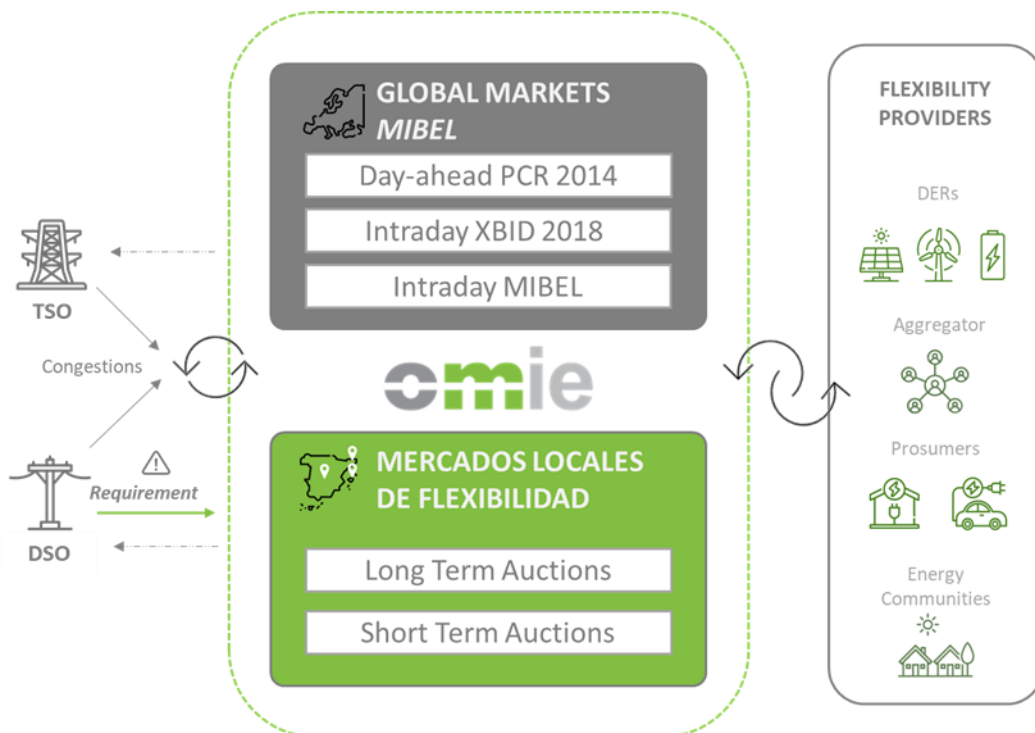 GLOBAL MARKETS
MIBEL
Day-ahead PCR 2014
Intraday XBID 2018
Intraday MIBEL
omie
MERCADOS LOCALES
DE FLEXIBILIDAD
Long Term Auctions
Short Term Auctions
TSO
Congestions
Requirement
DSO
FLEXIBILITY
PROVIDERS
DERs
Aggregator
Prosumers
Energy
Communities